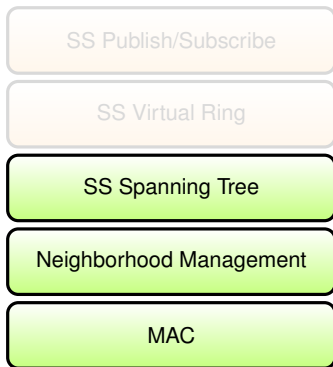 SS Publish/Subscribe
SS Virtual Ring
SS Spanning Tree
Neighborhood Management
MAC